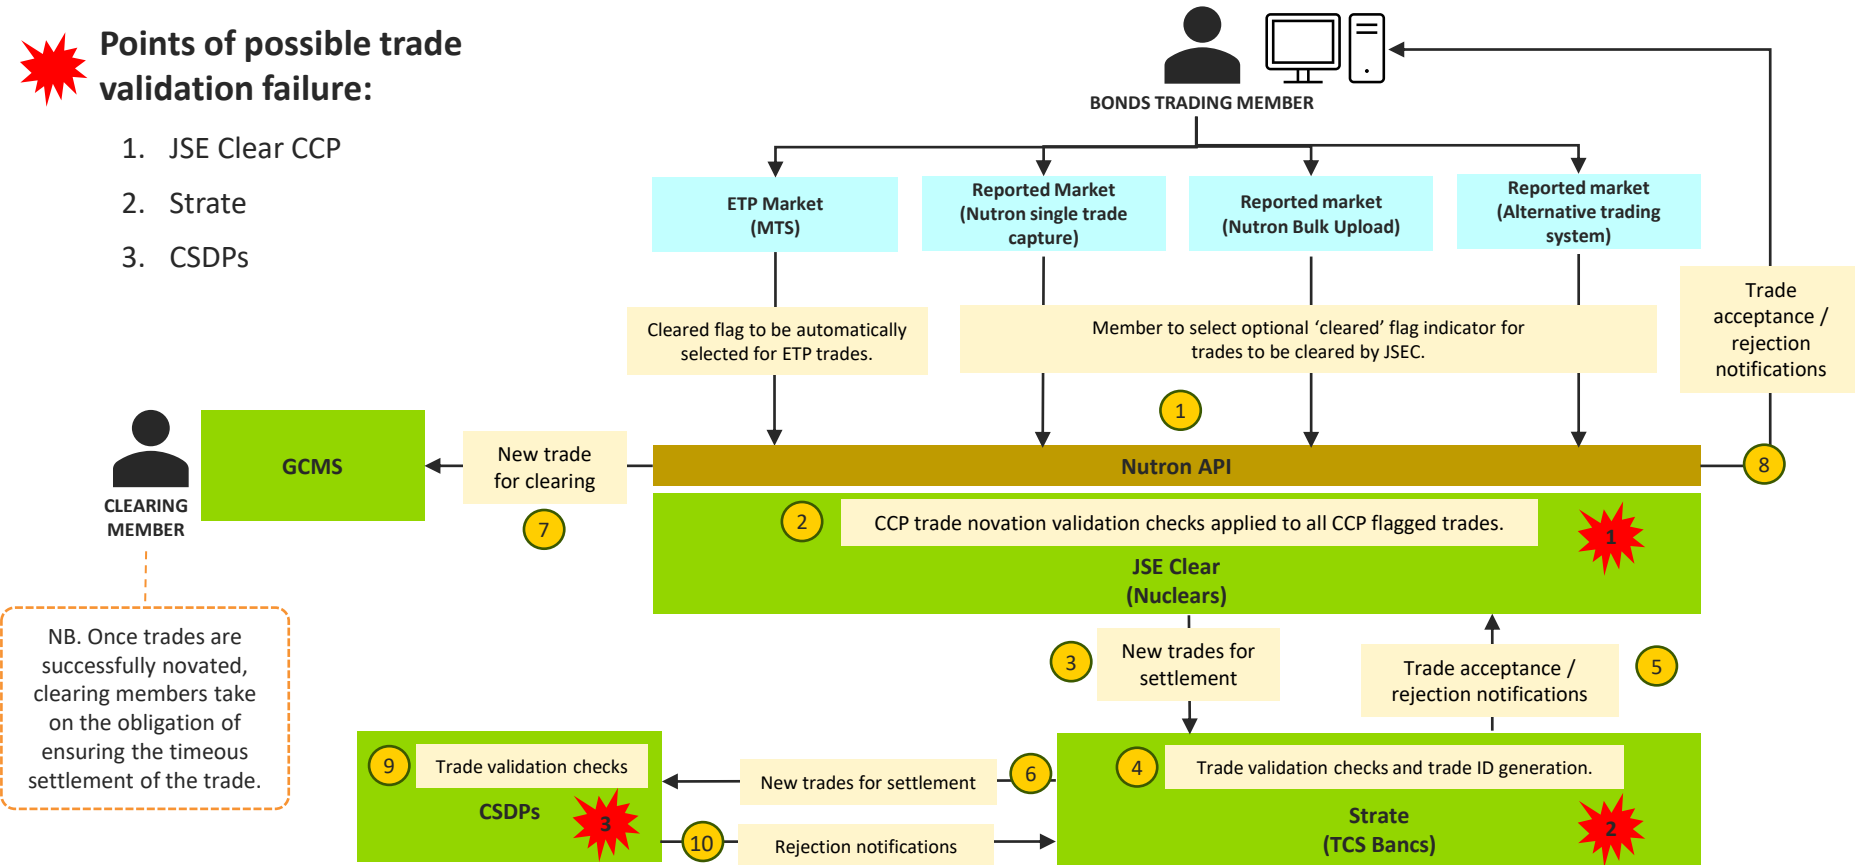 Points of possible trade
validation failure:
1. JSE Clear CCP
2. Strate
3. CSDPs
BONDS TRADING MEMBER
ETP Market
(MTS)
Reported Market
(Nutron single trade
capture)
Reported market
(Nutron Bulk Upload)
Reported market
(Alternative trading
system)
Cleared flag to be automatically
selected for ETP trades.
Member to select optional ‘cleared’ flag indicator for
trades to be cleared by JSEC.
Trade
acceptance /
rejection
notifications
1
CLEARING
MEMBER
GCMS
New trade
for clearing
7
Nutron API
8
2
CCP trade novation validation checks applied to all CCP flagged trades.
1
JSE Clear
(Nuclears)
NB. Once trades are
successfully novated,
clearing members take
on the obligation of
ensuring the timeous
settlement of the trade.
3
New trades for
settlement
Trade acceptance /
rejection notifications
5
9
Trade validation checks
CSDPs
3
New trades for settlement
6
10
Rejection notifications
4
Trade validation checks and trade ID generation.
Strate
(TCS Bancs)
2